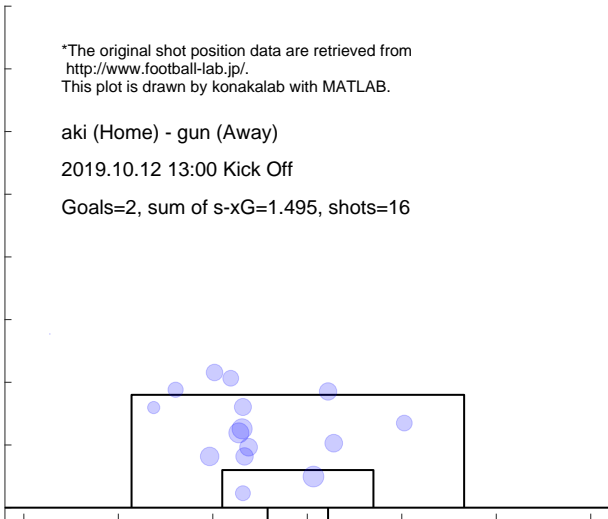 *The original shot position data are retrieved from
http://www.football-lab.jp/.
This plot is drawn by konakalab with MATLAB.
aki (Home) - gun (Away)
2019.10.12 13:00 Kick Off
Goals=2, sum of s-xG=1.495, shots=16